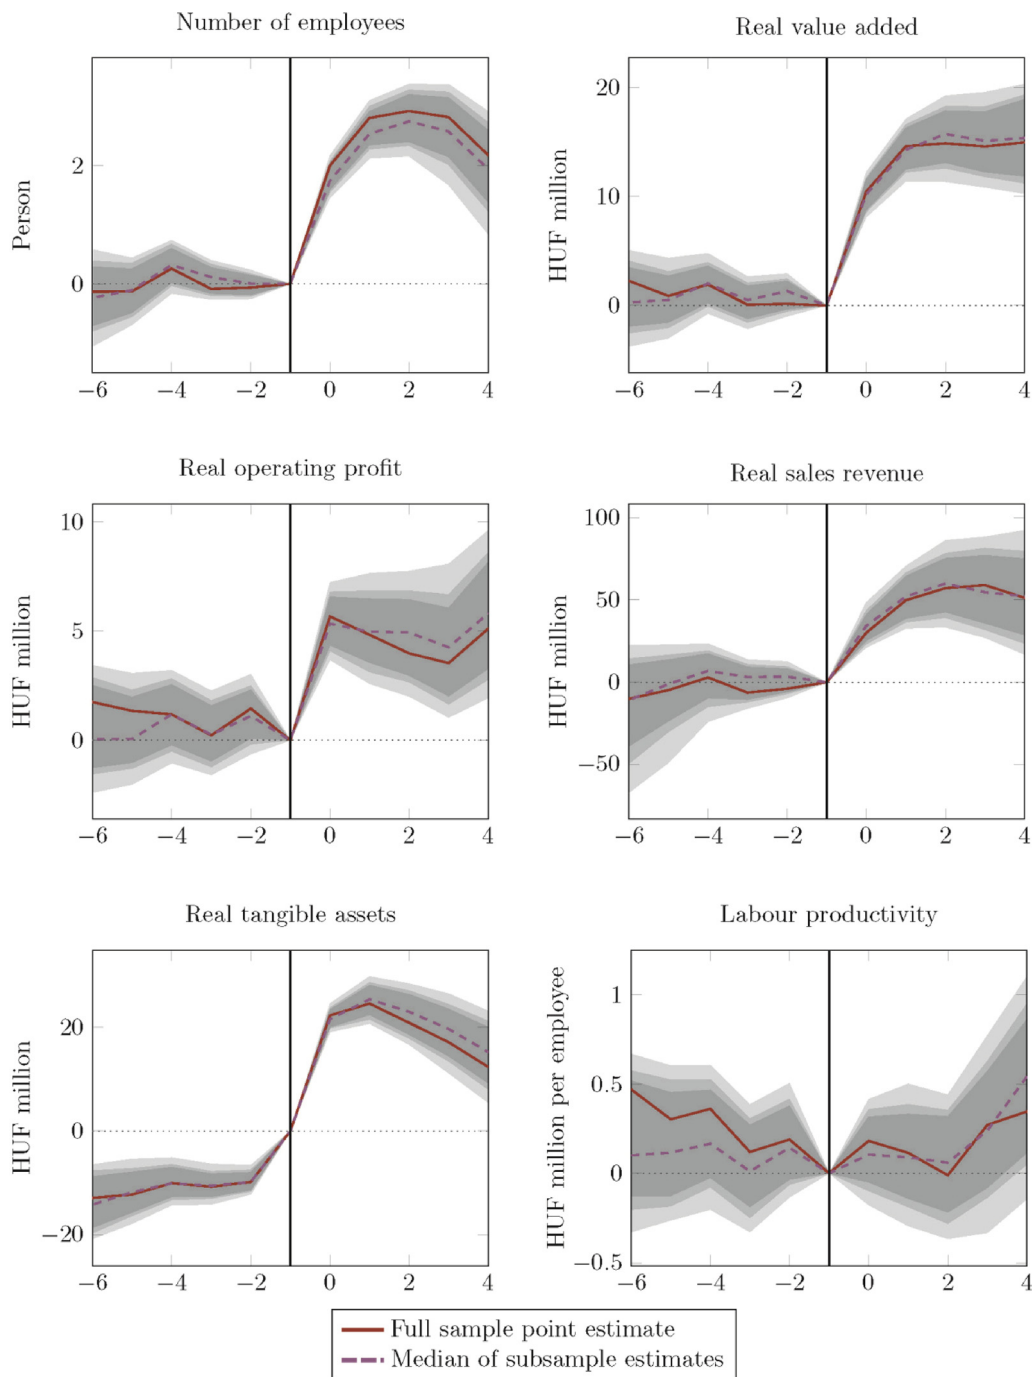 Number of employees
Real value added
Person
2
0
−6 −4 −2 0 2 4
HUF million
20
10
0
−6 −4 −2 0 2 4
Real operating profit
Real sales revenue
HUF million
10
5
0
−6 −4 −2 0 2 4
HUF million
100
50
0
−50
−6 −4 −2 0 2 4
Real tangible assets
Labour productivity
HUF million
20
0
−20
−6 −4 −2 0 2 4
HUF million per employee
1
0.5
0
−0.5
−6 −4 −2 0 2 4
Full sample point estimate
Median of subsample estimates